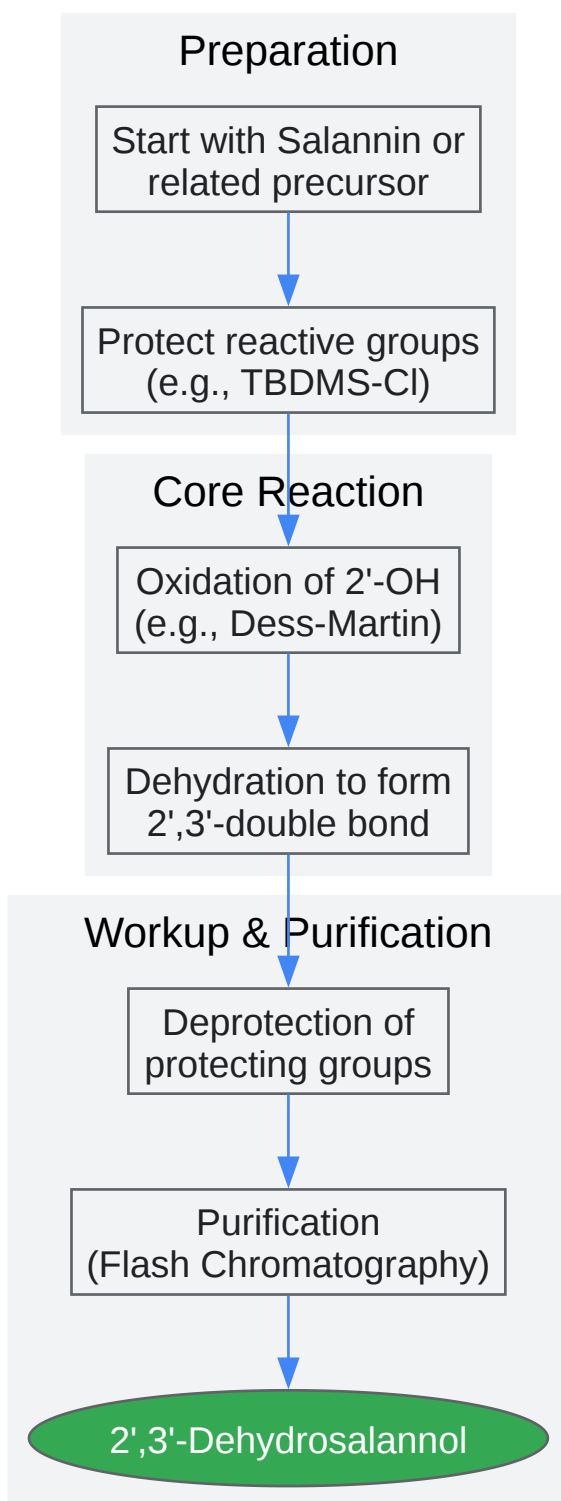 Preparation
Start with Salannin or
related precursor
Protect reactive groups
(e.g., TBDMS-Cl)
Core Reaction
Oxidation of 2'-OH
(e.g., Dess-Martin)
Dehydration to form
2',3'-double bond
Workup & Purification
Deprotection of
protecting groups
Purification
(Flash Chromatography)
2',3'-Dehydrosalannol